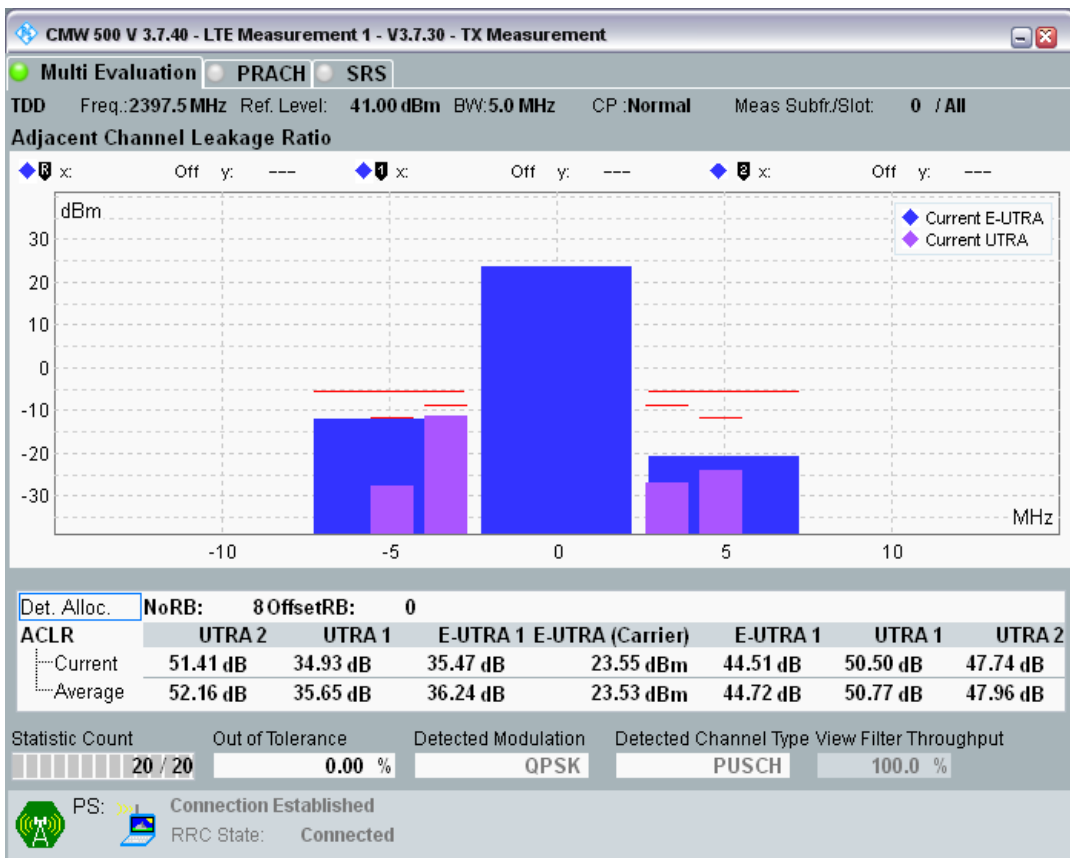 CMW 500 V 3.7.40 - LTE Measurement 1 - V3.7.30 - TX Measurement
Multi Evaluation PRACH SRS
TDD Freq.:2397.5 MHz Ref. Level: 41.00 dBm BW:5.0 MHz CP :Normal Meas Subfr./Slot: 0 / All
Adjacent Channel Leakage Ratio
R x: Off y: --- 1 x: Off y: --- 2 x: Off y: ---
dBm
Current E-UTRA
Current UTRA
30
20
10
0
-10
-20
-30
MHz
-10 -5 0 5 10
Det. Alloc. NoRB: 8 OffsetRB: 0
ACLR UTRA 2 UTRA 1 E-UTRA 1 E-UTRA (Carrier) E-UTRA 1 UTRA 1 UTRA 2
Current 51.41 dB 34.93 dB 35.47 dB 23.55 dBm 44.51 dB 50.50 dB 47.74 dB
Average 52.16 dB 35.65 dB 36.24 dB 23.53 dBm 44.72 dB 50.77 dB 47.96 dB
Statistic Count Out of Tolerance Detected Modulation Detected Channel Type View Filter Throughput
20 / 20 0.00 % QPSK PUSCH 100.0 %
PS: Connection Established
RRC State: Connected